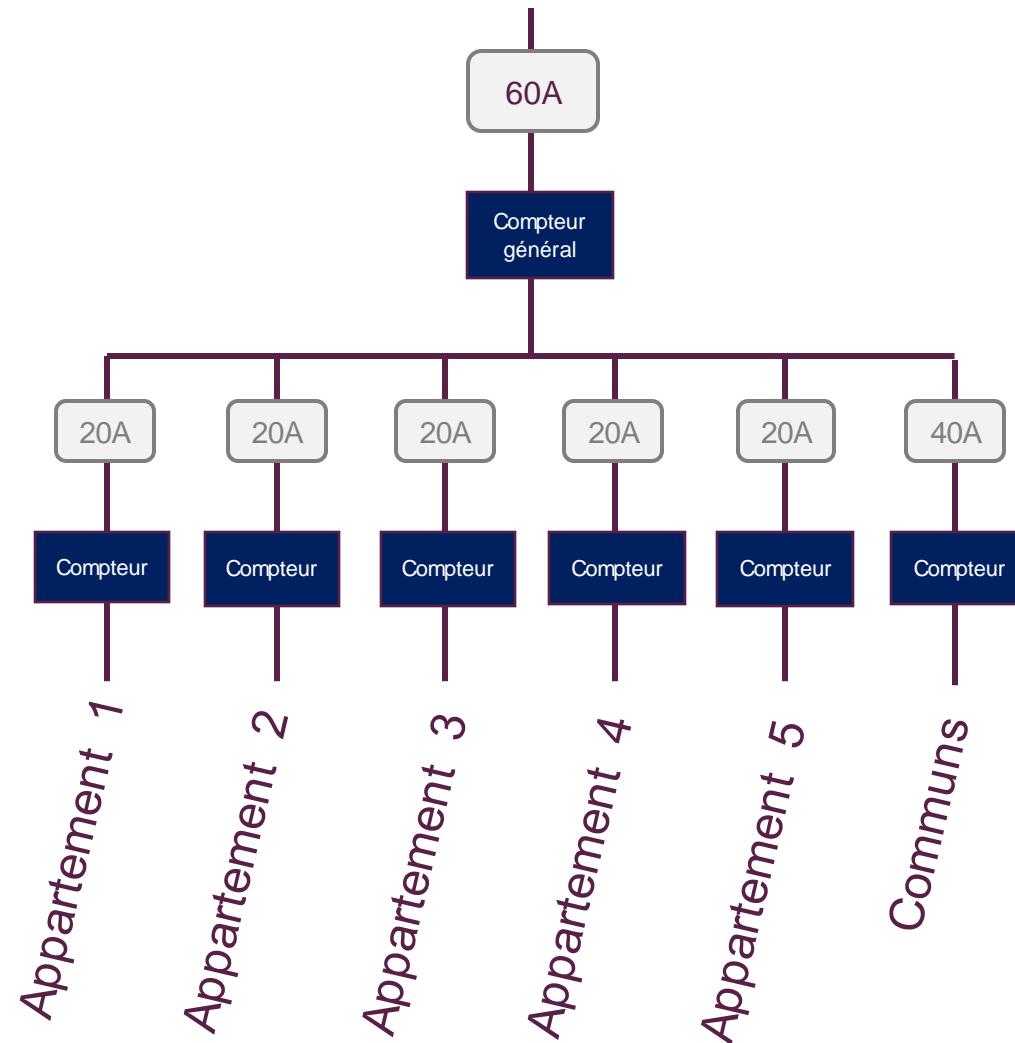 60A
Compteur
général
20A
20A
20A
20A
20A
40A
Compteur
Compteur
Compteur
Compteur
Compteur
Compteur
Appartement 1
Appartement 2
Appartement 3
Appartement 4
Appartement 5
Communs